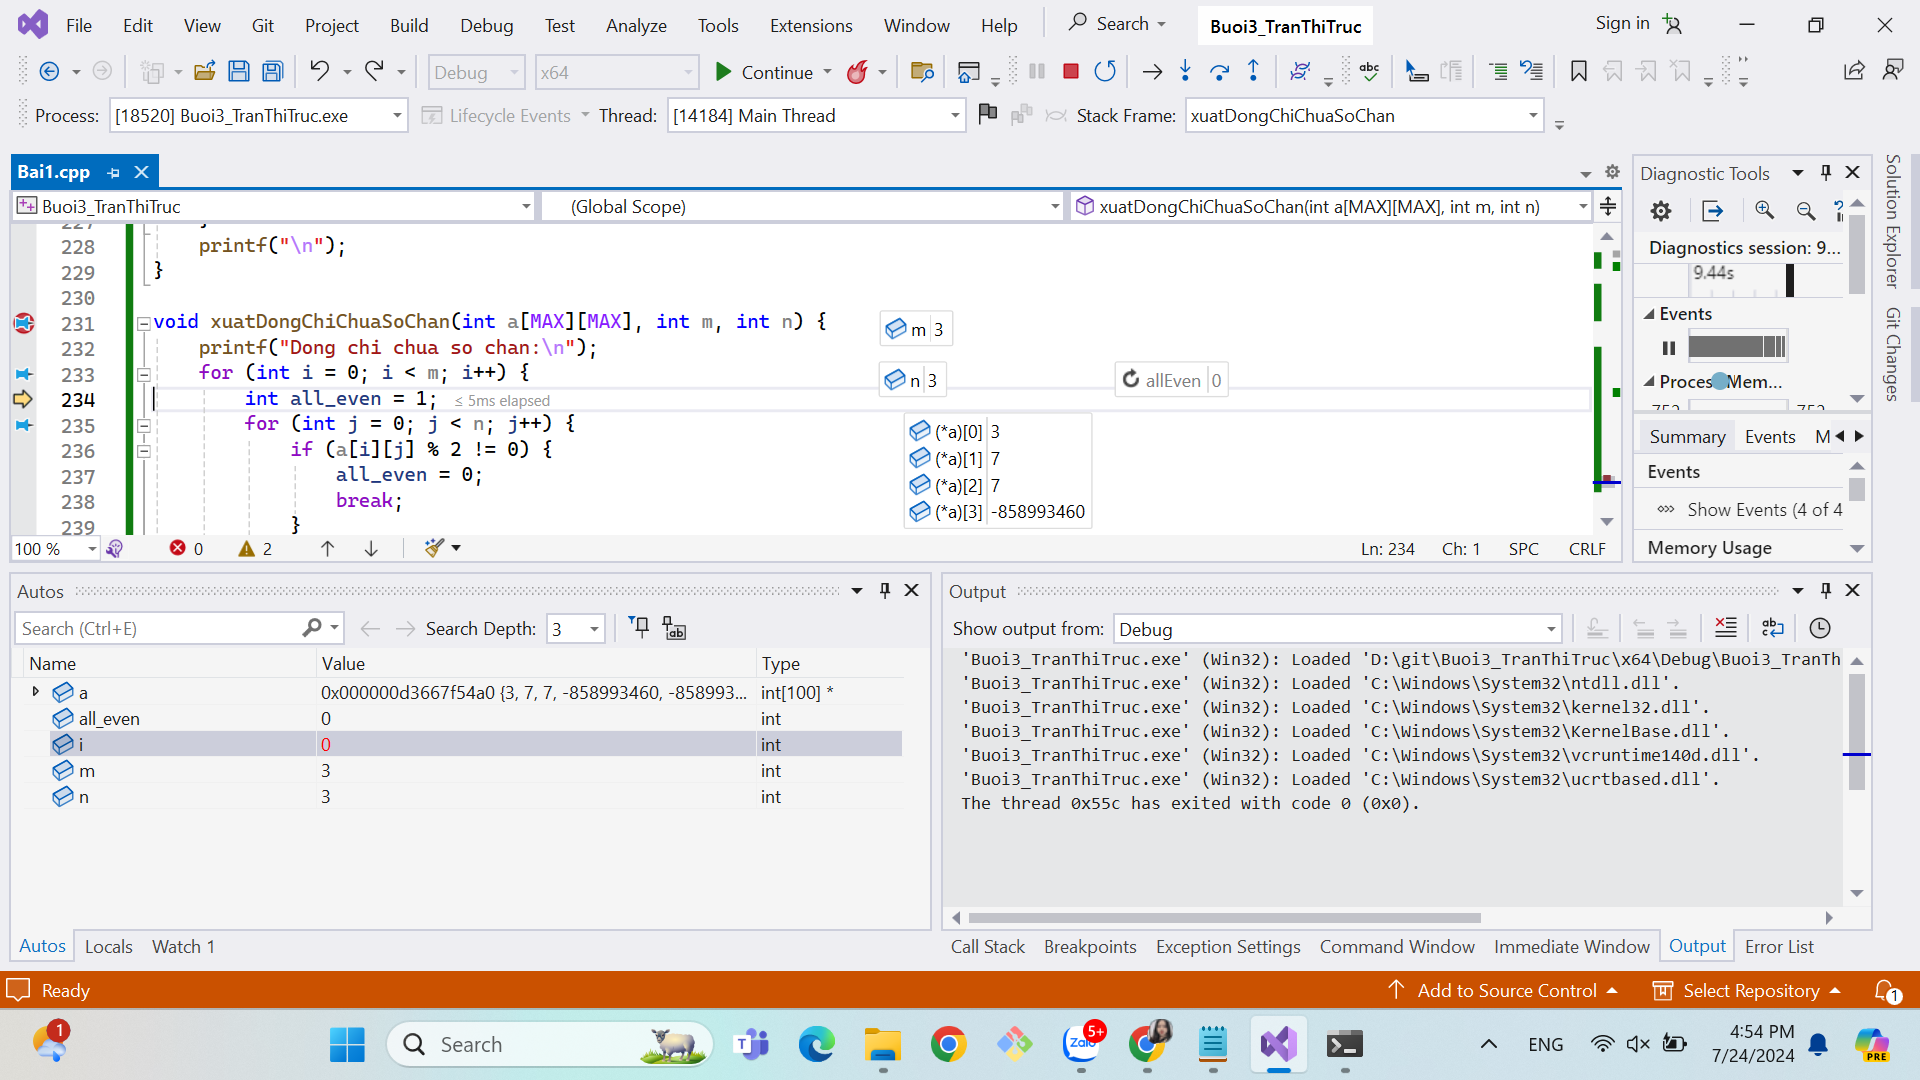 File Edit View Git Project Build Debug Test Analyze Tools Extensions Window Help Search Buoi3_TranThiTruc Sign in
Debug x64 Continue
Process: [18520] Buoi3_TranThiTruc.exe Lifecycle Events Thread: [14184] Main Thread Stack Frame: xuatDongChiChuaSoChan
Bai1.cpp
Buoi3_TranThiTruc (Global Scope) xuatDongChiChuaSoChan(int a[MAX][MAX], int m, int n)
227 }
228 printf("\n");
229 }
230
231 void xuatDongChiChuaSoChan(int a[MAX][MAX], int m, int n) {
232 printf("Dong chi chua so chan:\n");
233 for (int i = 0; i < m; i++) {
234 int all_even = 1; ≤ 5ms elapsed
235 for (int j = 0; j < n; j++) {
236 if (a[i][j] % 2 != 0) {
237 all_even = 0;
238 break;
239 }
m 3
n 3
allEven 0
(*a)[0] 3
(*a)[1] 7
(*a)[2] 7
(*a)[3] -858993460
100 % 0 2 Ln: 234 Ch: 1 SPC CRLF
Diagnostic Tools
Diagnostics session: 9...
9.44s
Events
Process Mem...
752 752
Summary Events M
Events
Show Events (4 of 4
Memory Usage
Solution Explorer
Git Changes
Autos
Search (Ctrl+E) Search Depth: 3
Name Value Type
a 0x000000d3667f54a0 {3, 7, 7, -858993460, -858993... int[100] *
all_even 0 int
i 0 int
m 3 int
n 3 int
Autos Locals Watch 1
Output
Show output from: Debug
'Buoi3_TranThiTruc.exe' (Win32): Loaded 'D:\git\Buoi3_TranThiTruc\x64\Debug\Buoi3_TranTh
'Buoi3_TranThiTruc.exe' (Win32): Loaded 'C:\Windows\System32\ntdll.dll'.
'Buoi3_TranThiTruc.exe' (Win32): Loaded 'C:\Windows\System32\kernel32.dll'.
'Buoi3_TranThiTruc.exe' (Win32): Loaded 'C:\Windows\System32\KernelBase.dll'.
'Buoi3_TranThiTruc.exe' (Win32): Loaded 'C:\Windows\System32\vcruntime140d.dll'.
'Buoi3_TranThiTruc.exe' (Win32): Loaded 'C:\Windows\System32\ucrtbased.dll'.
The thread 0x55c has exited with code 0 (0x0).
Call Stack Breakpoints Exception Settings Command Window Immediate Window Output Error List
Ready Add to Source Control Select Repository 1
1 Search Zalo 5+ ENG 4:54 PM
7/24/2024 PRE